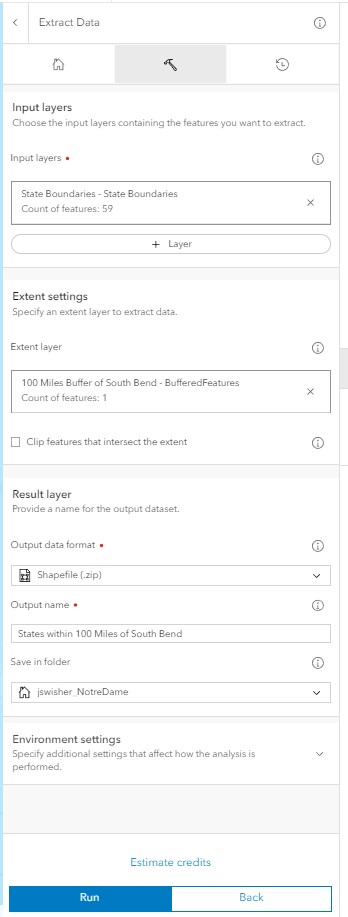 Extract Data
Input layers
Choose the input layers containing the features you want to extract.
Input layers •
State Boundaries - State Boundaries
Count of features: 59
+ Layer
Extent settings
Specify an extent layer to extract data.
Extent layer
100 Miles Buffer of South Bend - BufferedFeatures
Count of features: 1
Clip features that intersect the extent
Result layer
Provide a name for the output dataset.
Output data format •
Shapefile (.zip)
Output name •
States within 100 Miles of South Bend
Save in folder
jswisher_NotreDame
Environment settings
Specify additional settings that affect how the analysis is
performed.
Estimate credits
Run
Back